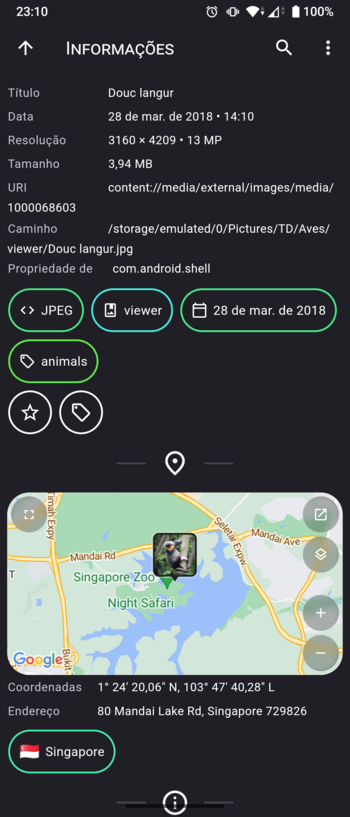 23:10
100%
INFORMAÇÕES
Título Douc langur
Data 28 de mar. de 2018 • 14:10
Resolução 3160 × 4209 • 13 MP
Tamanho 3,94 MB
URI content://media/external/images/media/
1000068603
Caminho /storage/emulated/0/Pictures/TD/Aves/
viewer/Douc langur.jpg
Propriedade de com.android.shell
JPEG
viewer
28 de mar. de 2018
animals
Mandai Rd
Seletar Expy.
Mandai Ave
T
Singapore Zoo
Night Safari
Bukit
Google
Coordenadas 1° 24' 20,06" N, 103° 47' 40,28" L
Endereço 80 Mandai Lake Rd, Singapore 729826
Singapore